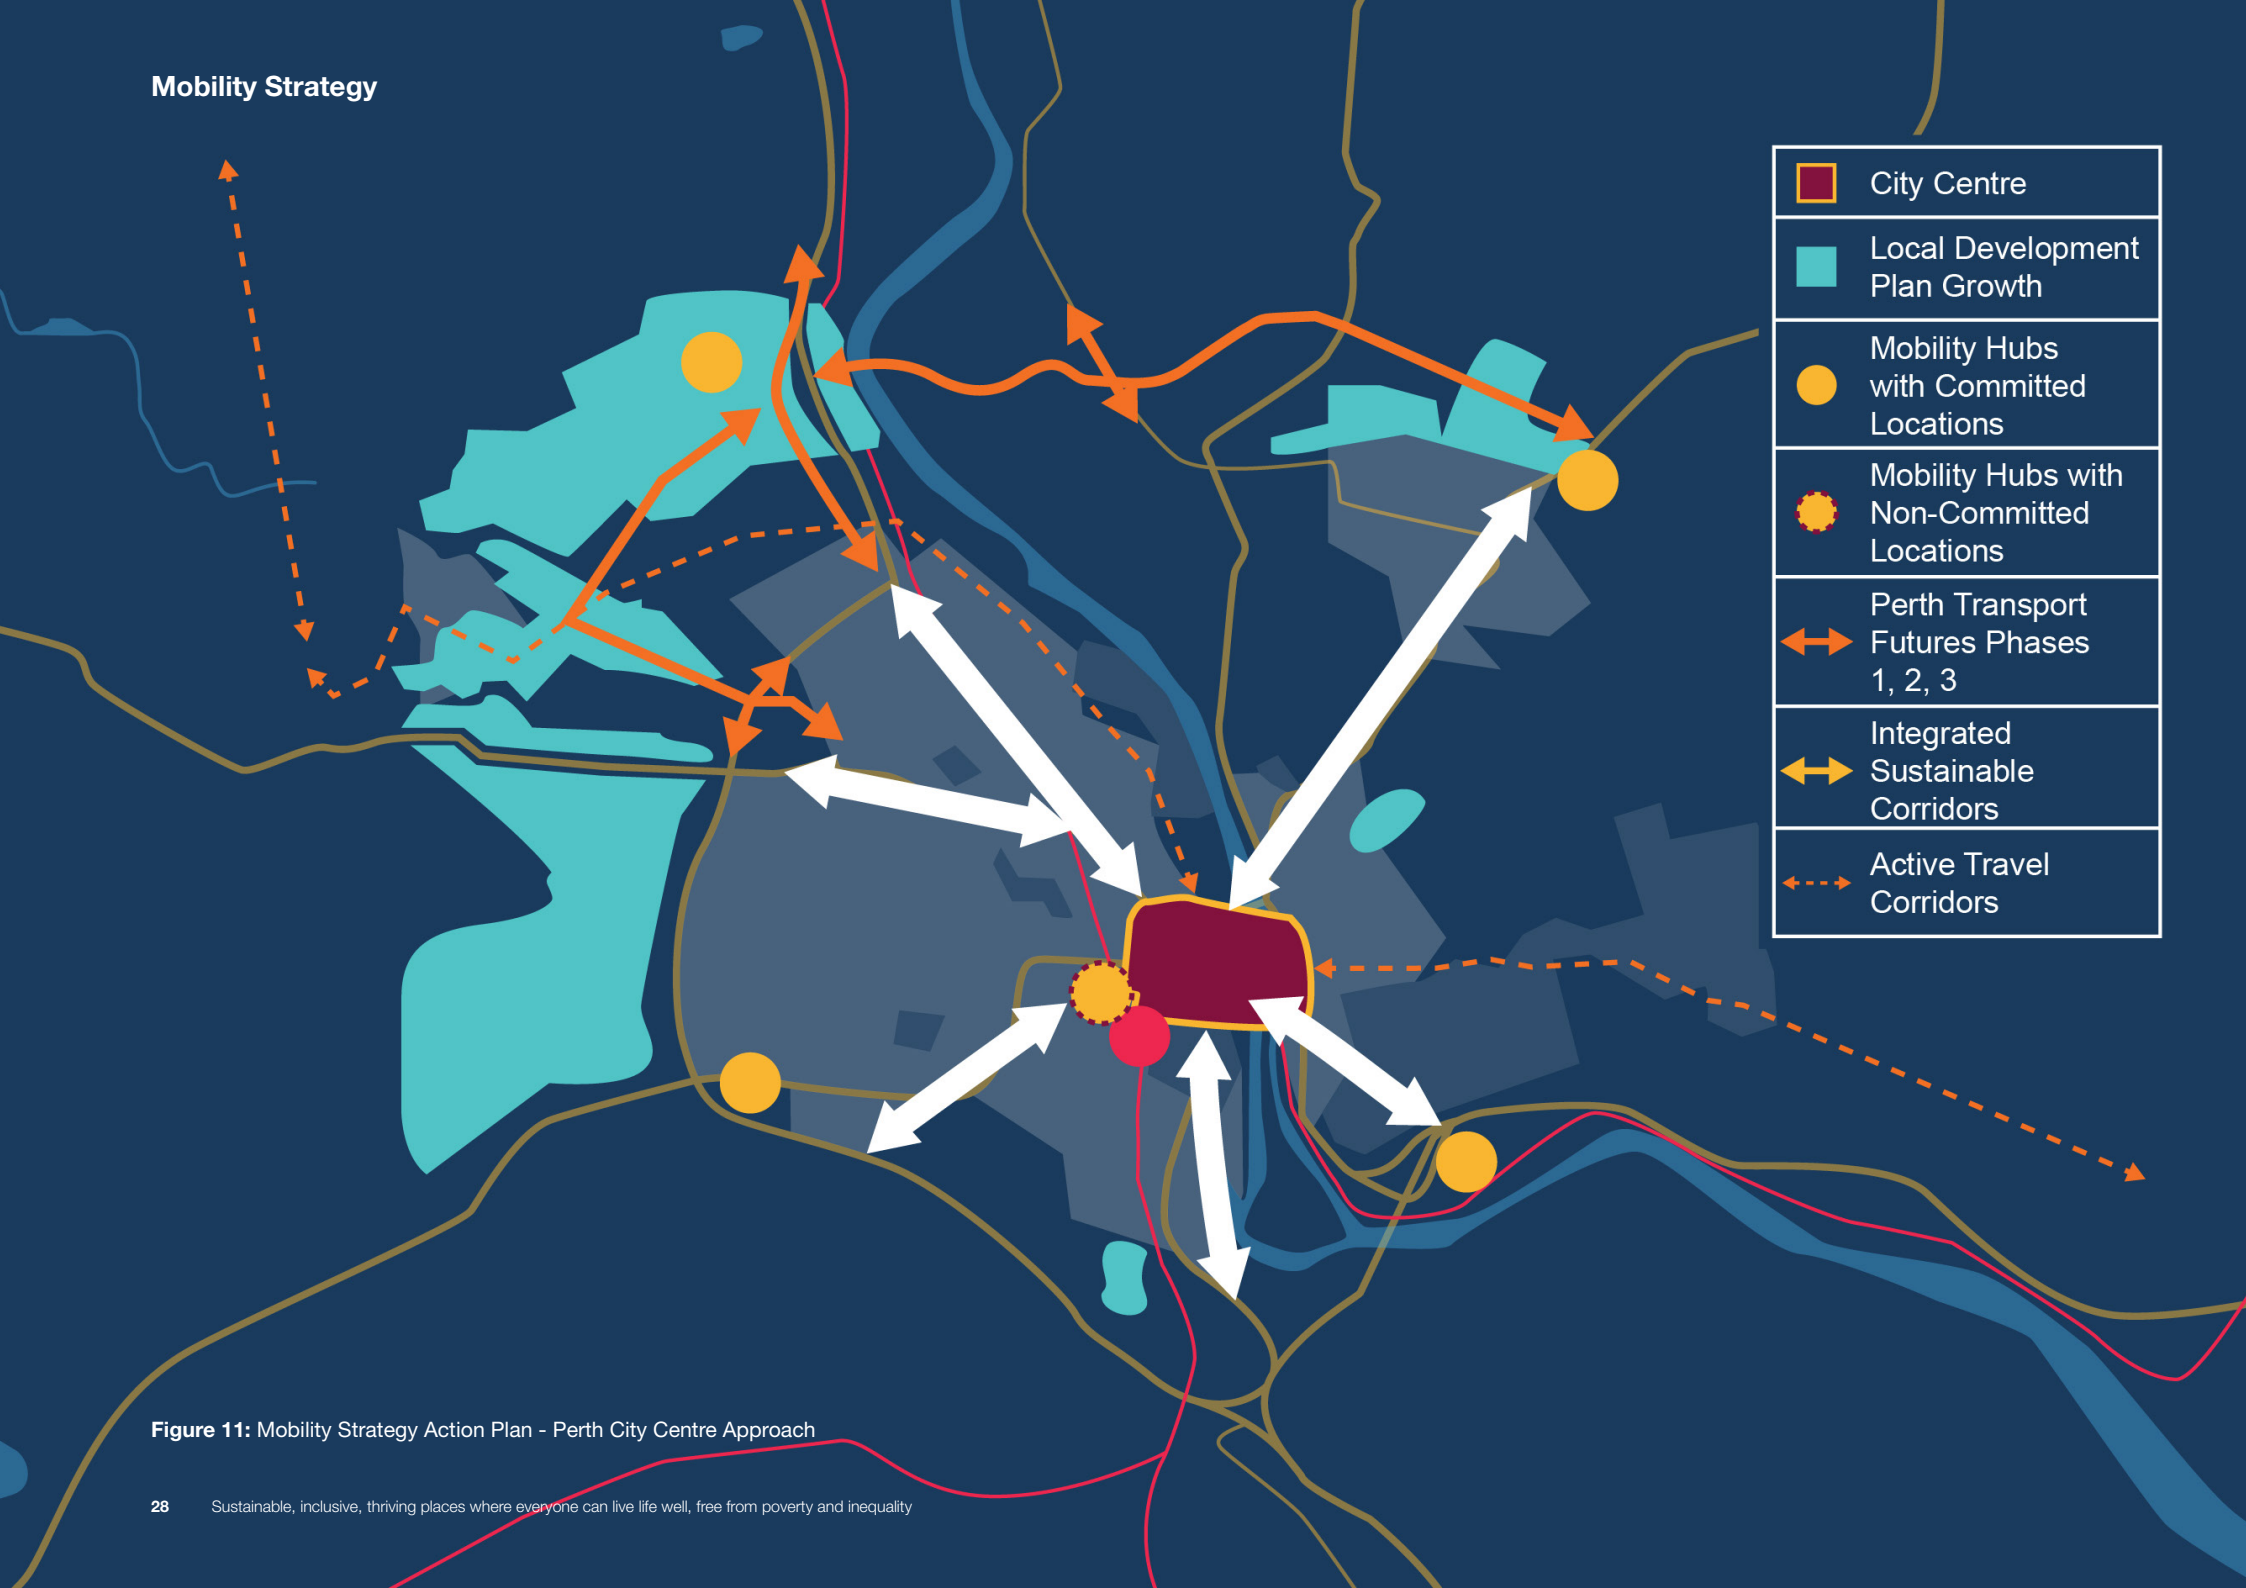 Mobility Strategy
City Centre
Local Development
Plan Growth
Mobility Hubs
with Committed
Locations
Mobility Hubs with
Non-Committed
Locations
Perth Transport
Futures Phases
1, 2, 3
Integrated
Sustainable
Corridors
Active Travel
Corridors
Figure 11: Mobility Strategy Action Plan - Perth City Centre Approach
28 Sustainable, inclusive, thriving places where everyone can live life well, free from poverty and inequality